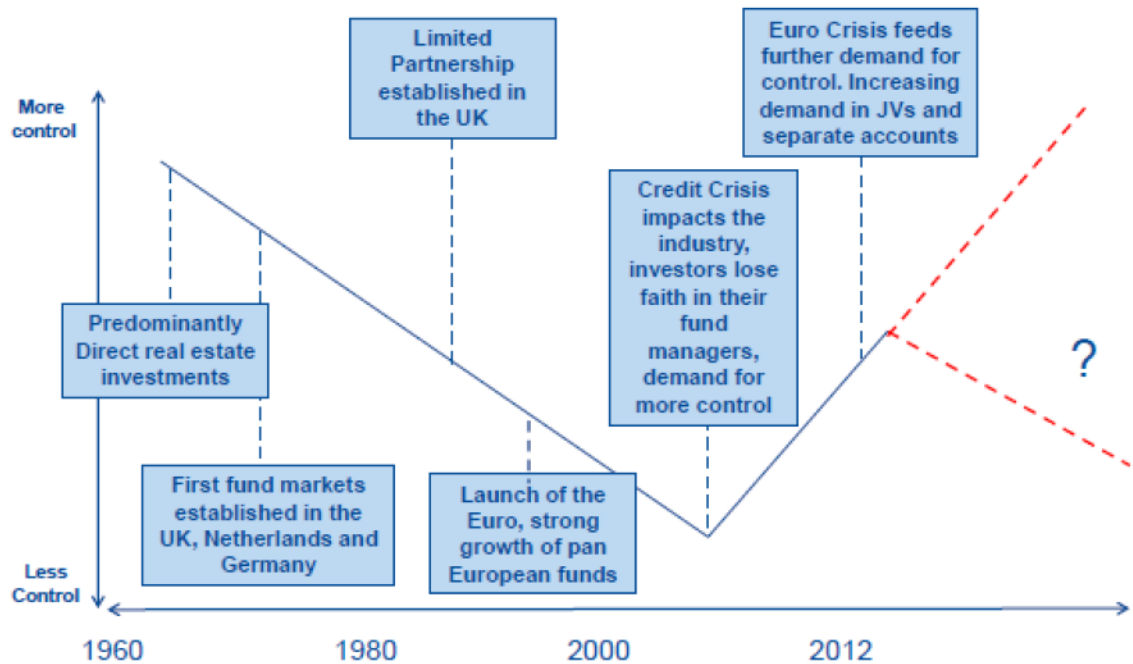 More
control
Limited
Partnership
established in
the UK
Euro Crisis feeds
further demand for
control. Increasing
demand in JVs and
separate accounts
Credit Crisis
impacts the
industry,
investors lose
faith in their
fund
managers,
demand for
more control
Predominantly
Direct real estate
investments
?
First fund markets
established in the
UK, Netherlands and
Germany
Launch of the
Euro, strong
growth of pan
European funds
Less
Control
1960
1980
2000
2012